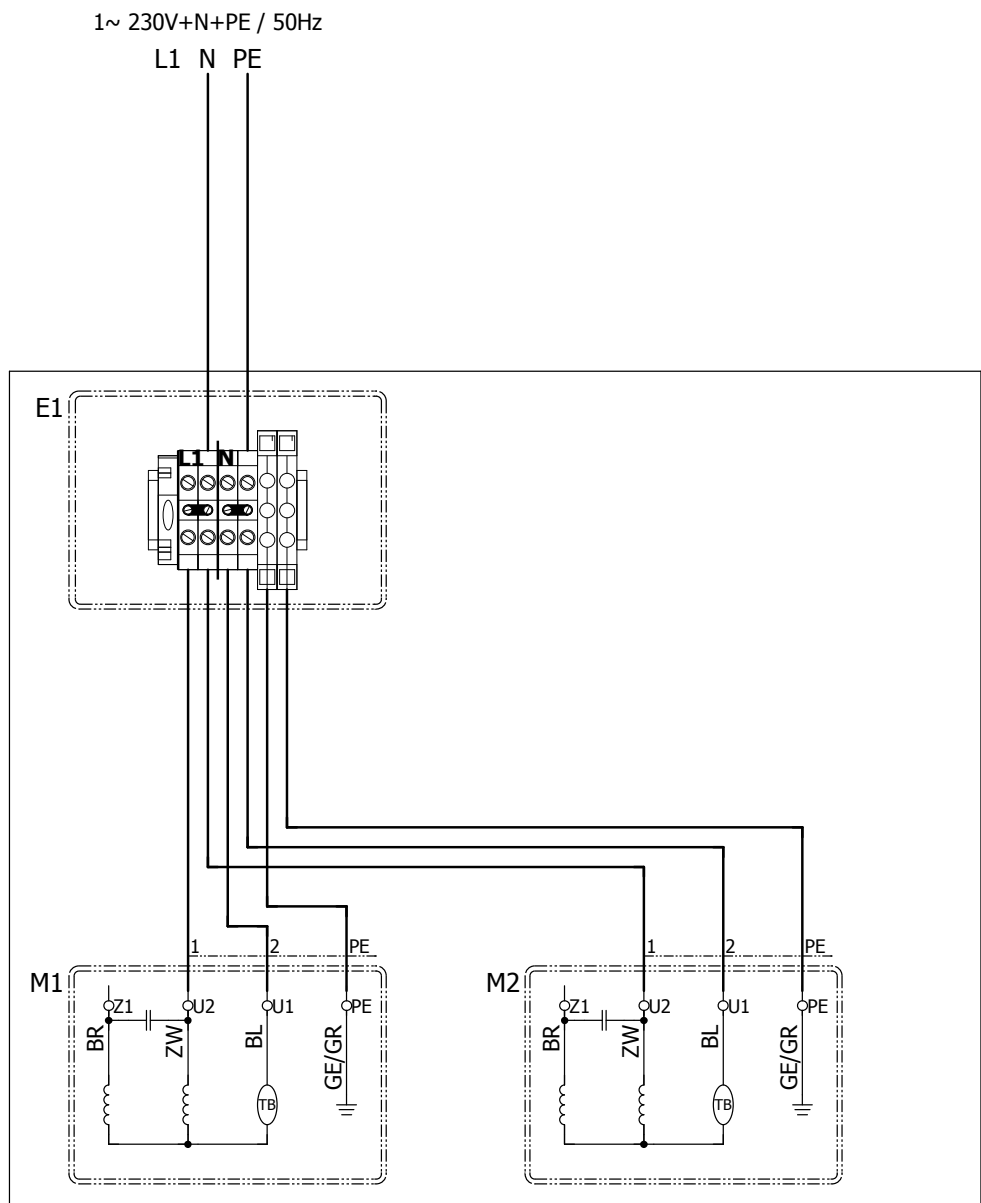 1~ 230V+N+PE / 50Hz
L1 N PE
E1
L1 N
1 2 PE
1 2 PE
M1
Z1 U2 U1 PE
BR ZW BL GE/GR
TB
M2
Z1 U2 U1 PE
BR ZW BL GE/GR
TB